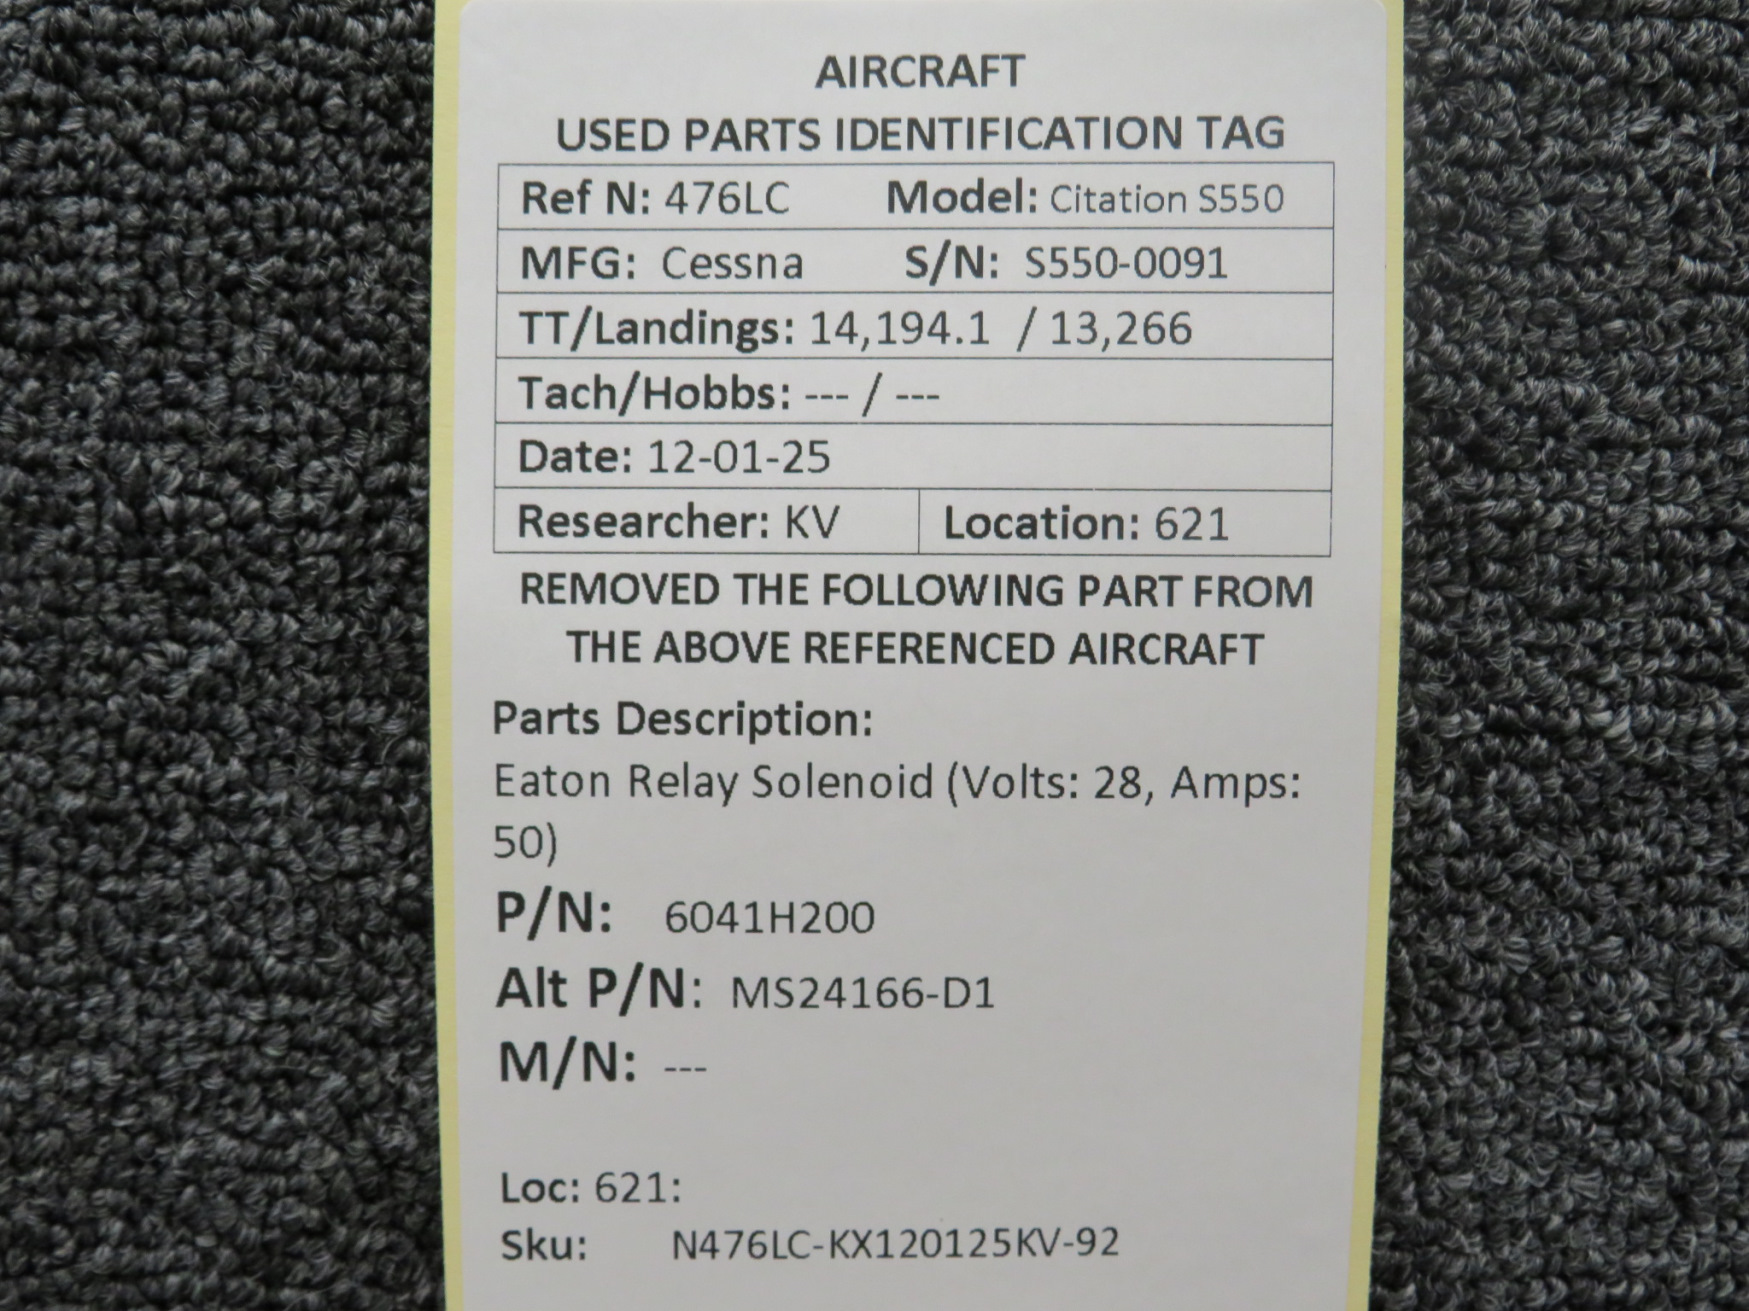 AIRCRAFT
USED PARTS IDENTIFICATION TAG
Ref N: 476LC Model: Citation S550
MFG: Cessna S/N: S550-0091
TT/Landings: 14,194.1 / 13,266
Tach/Hobbs: --- / ---
Date: 12-01-25
Researcher: KV Location: 621
REMOVED THE FOLLOWING PART FROM
THE ABOVE REFERENCED AIRCRAFT
Parts Description:
Eaton Relay Solenoid (Volts: 28, Amps:
50)
P/N: 6041H200
Alt P/N: MS24166-D1
M/N: ---
Loc: 621:
Sku: N476LC-KX120125KV-92